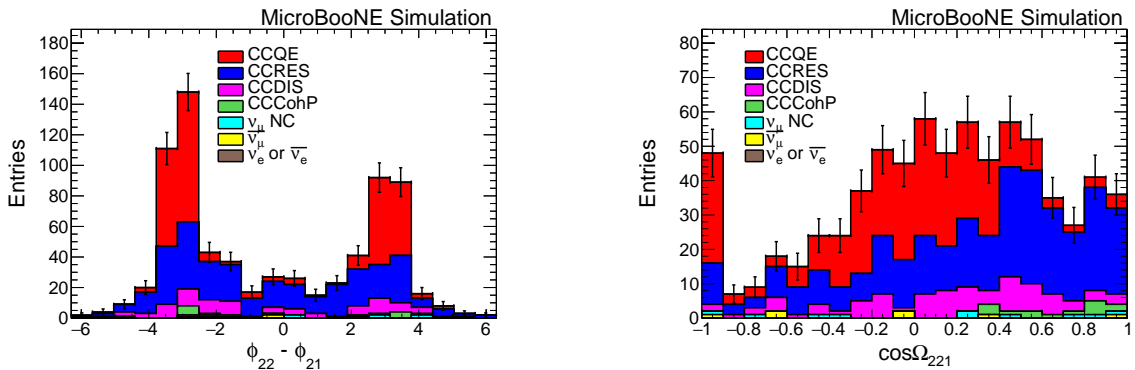 MicroBooNE Simulation
Entries
180
160
140
120
100
80
60
40
20
0
CCQE
CCRES
CCDIS
CCCohP
ν_μ NC
ν̅_μ
ν_e or ν̅_e
−6 −4 −2 0 2 4 6
ϕ_22 - ϕ_21
MicroBooNE Simulation
Entries
80
70
60
50
40
30
20
10
0
CCQE
CCRES
CCDIS
CCCohP
ν_μ NC
ν̅_μ
ν_e or ν̅_e
−1 −0.8 −0.6 −0.4 −0.2 0 0.2 0.4 0.6 0.8 1
cosΩ_221